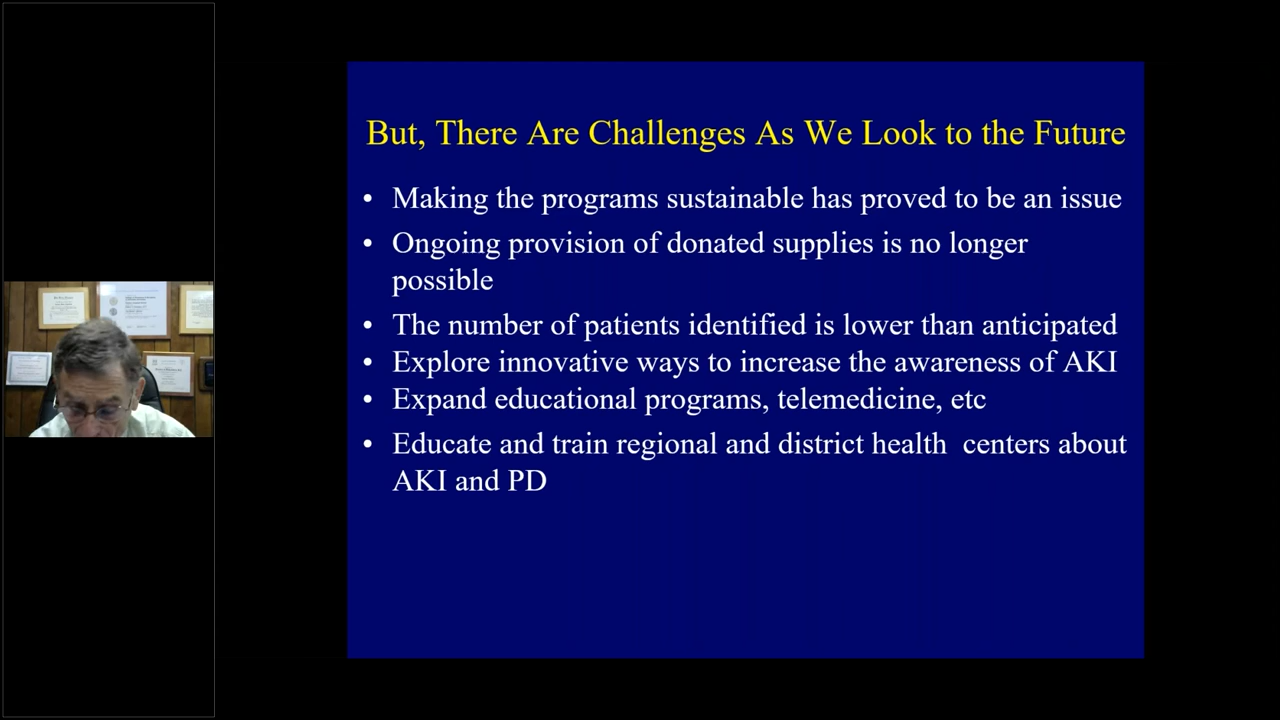 But, There Are Challenges As We Look to the Future
• Making the programs sustainable has proved to be an issue
• Ongoing provision of donated supplies is no longer
possible
• The number of patients identified is lower than anticipated
• Explore innovative ways to increase the awareness of AKI
• Expand educational programs, telemedicine, etc
• Educate and train regional and district health  centers about
AKI and PD